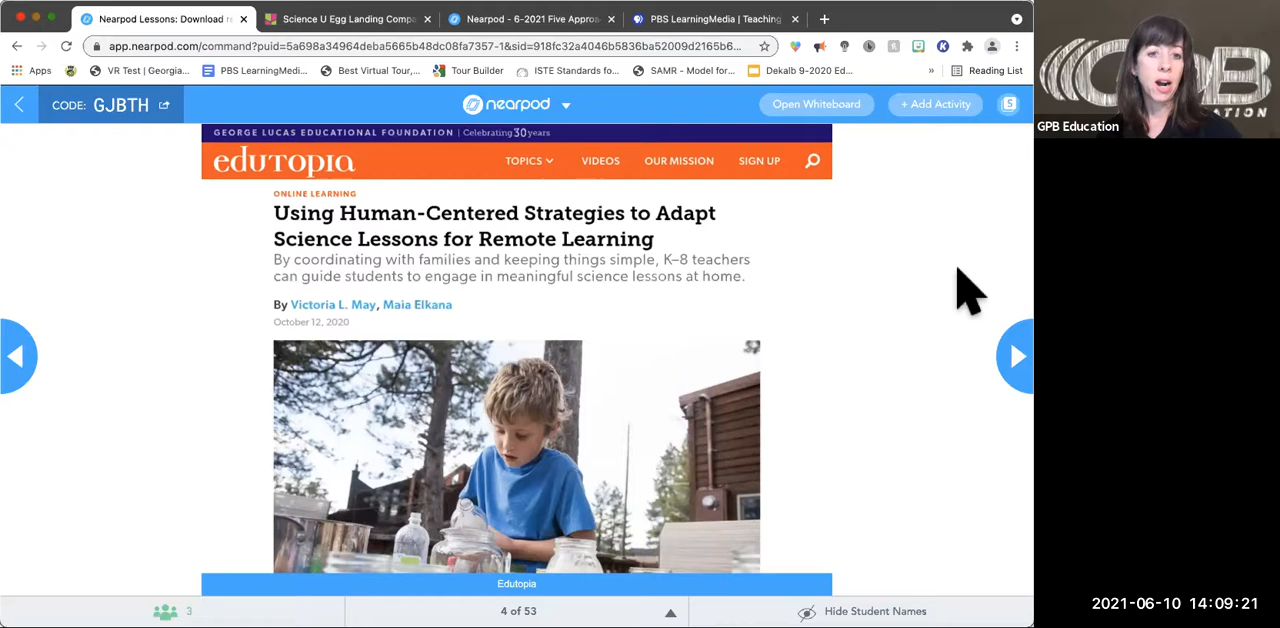 Nearpod Lessons: Download re
Science U Egg Landing Compa
Nearpod - 6-2021 Five Approa
PBS LearningMedia | Teaching
app.nearpod.com/command?puid=5a698a34964deba5665b48dc08fa7357-1&sid=918fc32a4046b5836ba52009d2165b6...
Apps
VR Test | Georgia...
PBS LearningMedi...
Best Virtual Tour,...
Tour Builder
ISTE Standards fo...
SAMR - Model for...
Dekalb 9-2020 Ed...
»
Reading List
CODE: GJBTH
nearpod
Open Whiteboard
+ Add Activity
5
GEORGE LUCAS EDUCATIONAL FOUNDATION | Celebrating 30 years
edutopia
TOPICS
VIDEOS
OUR MISSION
SIGN UP
ONLINE LEARNING
Using Human-Centered Strategies to Adapt
Science Lessons for Remote Learning
By coordinating with families and keeping things simple, K–8 teachers
can guide students to engage in meaningful science lessons at home.
By Victoria L. May, Maia Elkana
October 12, 2020
Edutopia
3
4 of 53
Hide Student Names
GPB Education
2021-06-10 14:09:21